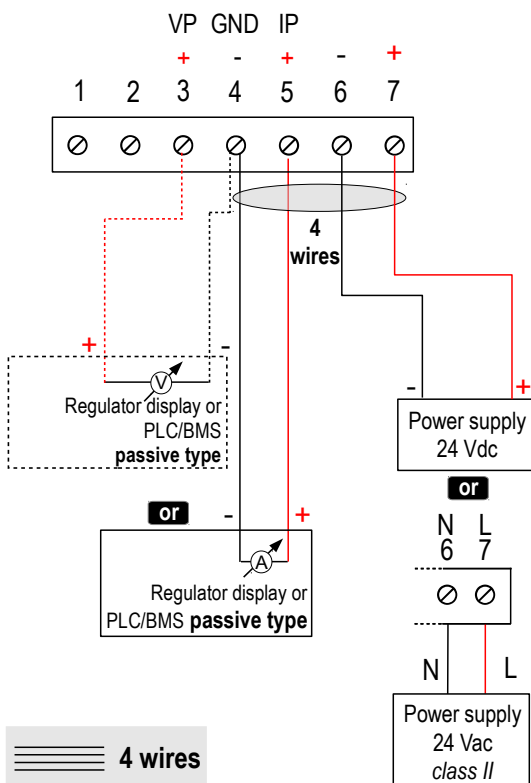 VP GND IP
+ - + - +
1 2 3 4 5 6 7
4
wires
+ -
V
Regulator display or
PLC/BMS
passive type
- +
Power supply
24 Vdc
or
or
- +
A
Regulator display or
PLC/BMS passive type
N L
6 7
N L
Power supply
24 Vac
class II
4 wires